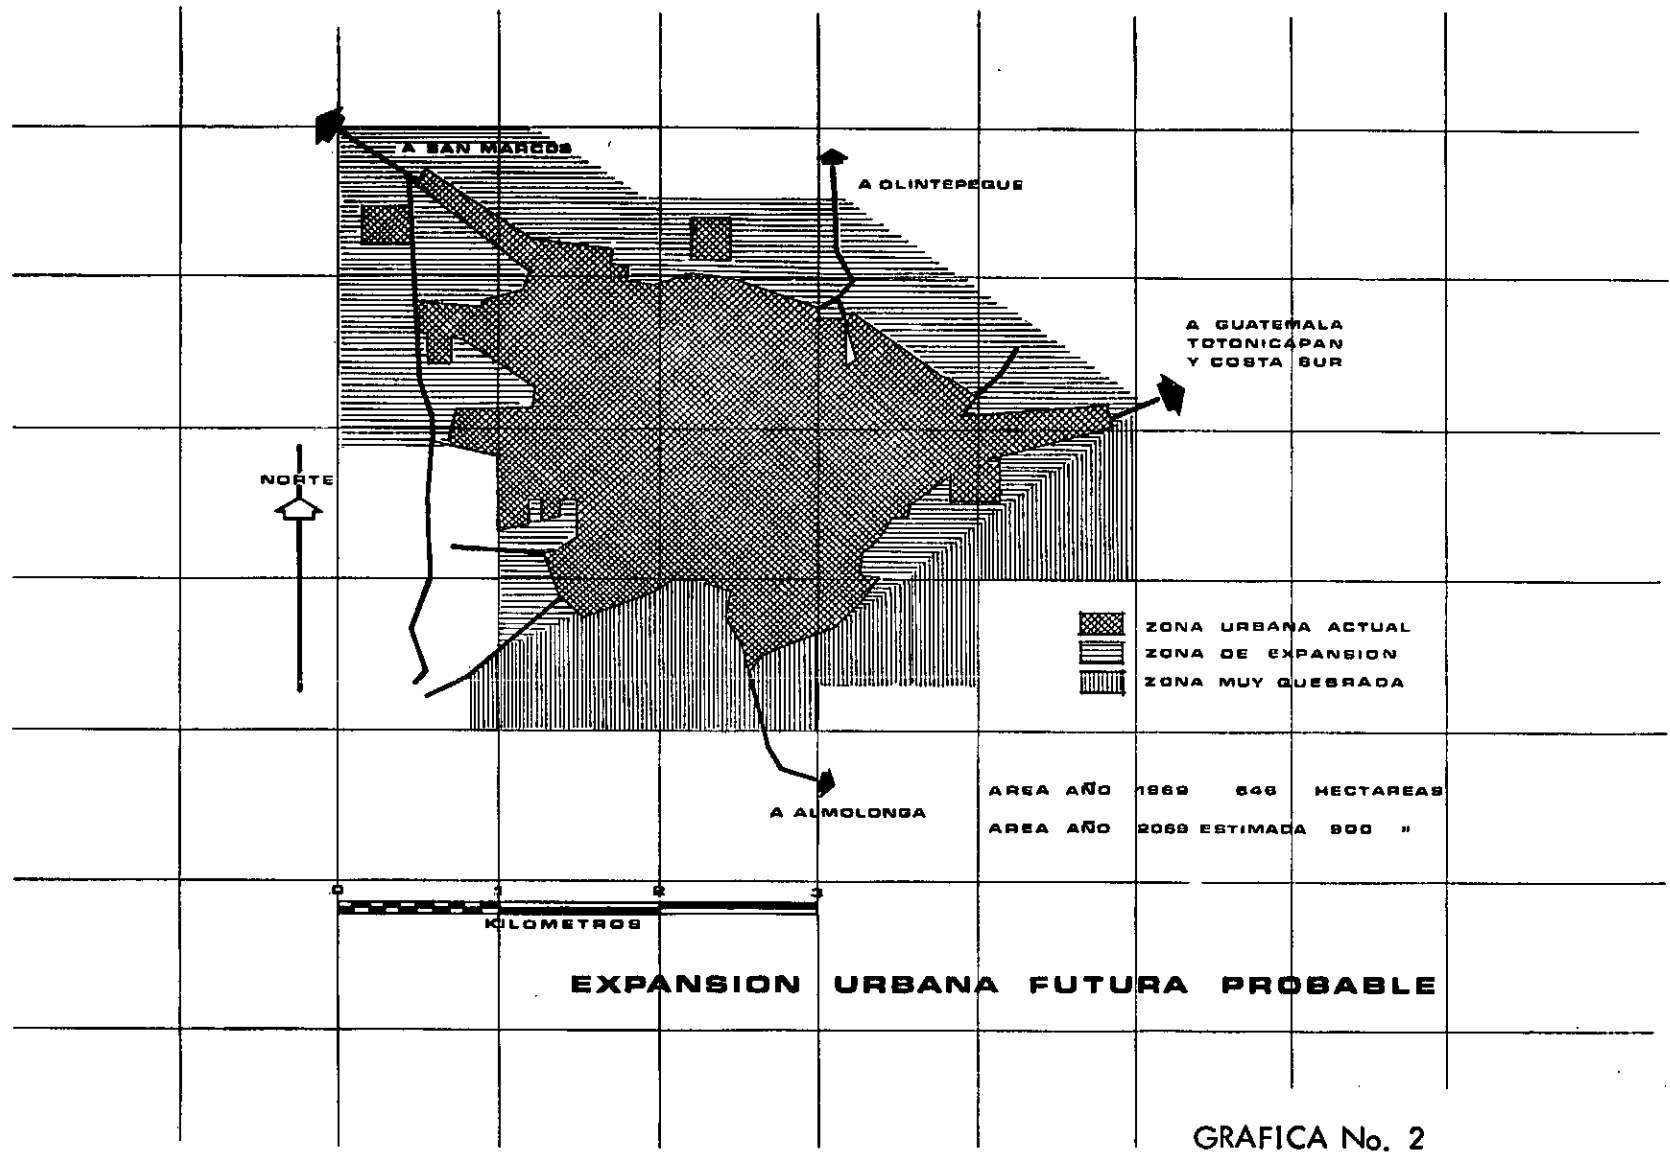 A SAN MARCOS
A OLINTEPEQUE
A GUATEMALA
TOTONICAPAN
Y COSTA SUR
NORTE
ZONA URBANA ACTUAL
ZONA DE EXPANSION
ZONA MUY QUEBRADA
AREA AÑO 1969 646 HECTAREAS
AREA AÑO 2069 ESTIMADA 900 "
A ALMOLONGA
0 1 2 3
KILOMETROS
EXPANSION URBANA FUTURA PROBABLE
GRAFICA No. 2